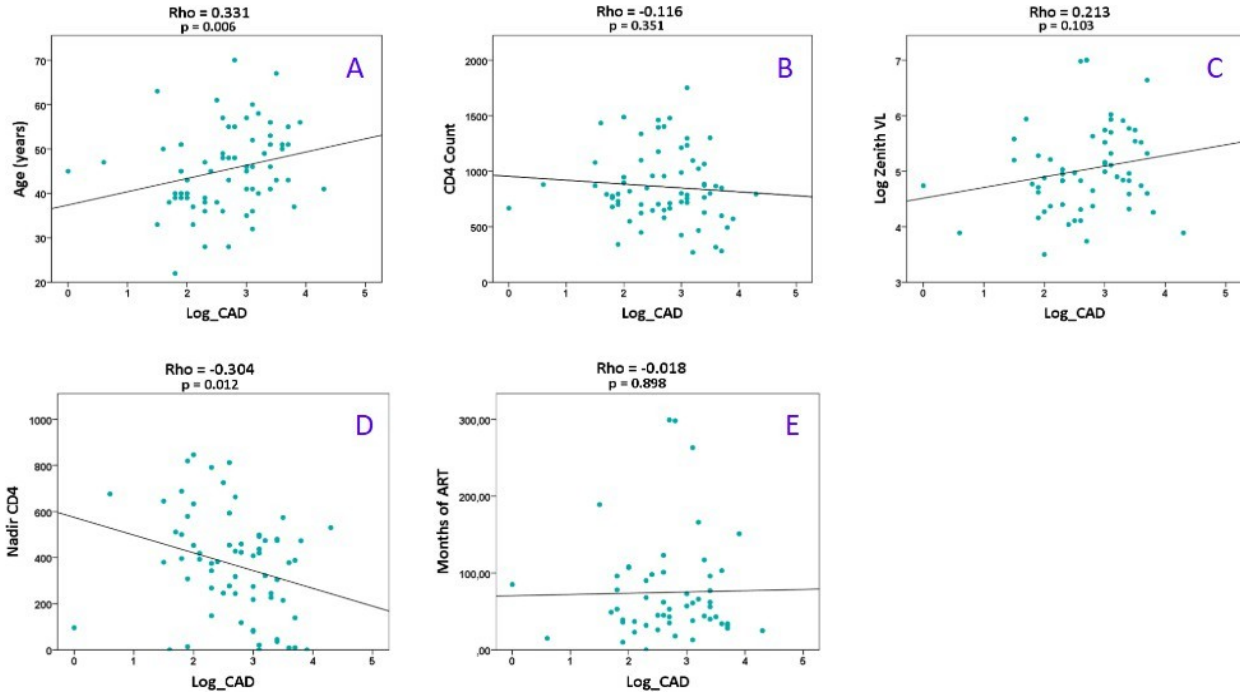 Rho = 0.331
p = 0.006
A
70
60
50
40
30
20
Age (years)
0 1 2 3 4 5
Log_CAD
Rho = -0.116
p = 0.351
B
2000
1500
1000
500
0
CD4 Count
0 1 2 3 4 5
Log_CAD
Rho = 0.213
p = 0.103
C
7
6
5
4
3
Log Zenith VL
0 1 2 3 4 5
Log_CAD
Rho = -0.304
p = 0.012
D
1000
800
600
400
200
0
Nadir CD4
0 1 2 3 4 5
Log_CAD
Rho = -0.018
p = 0.898
E
300,00
200,00
100,00
,00
Months of ART
0 1 2 3 4 5
Log_CAD